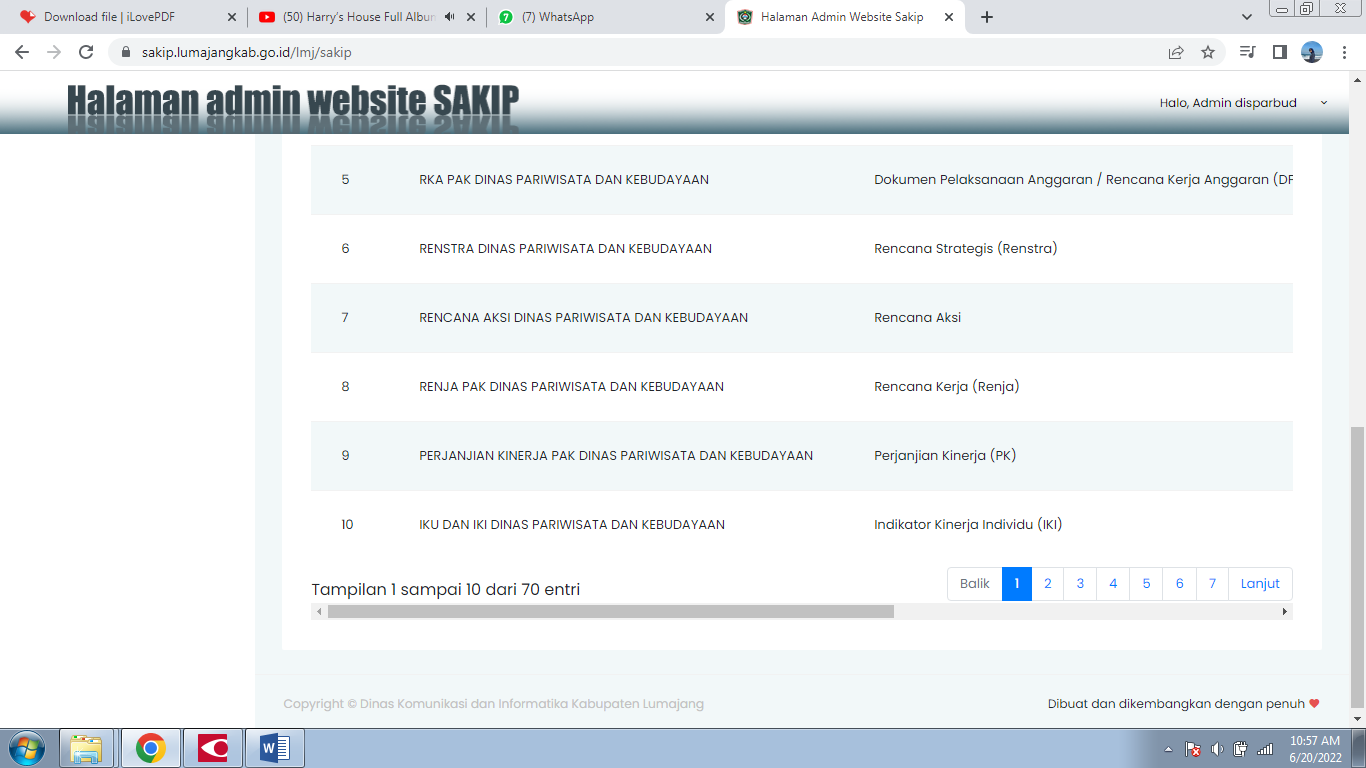 Download file | iLovePDF
(50) Harry's House Full Album
(7) WhatsApp
Halaman Admin Website Sakip
sakip.lumajangkab.go.id/lmj/sakip
Halaman admin website SAKIP
Halo, Admin disparbud
5 RKA PAK DINAS PARIWISATA DAN KEBUDAYAAN Dokumen Pelaksanaan Anggaran / Rencana Kerja Anggaran (DP
6 RENSTRA DINAS PARIWISATA DAN KEBUDAYAAN Rencana Strategis (Renstra)
7 RENCANA AKSI DINAS PARIWISATA DAN KEBUDAYAAN Rencana Aksi
8 RENJA PAK DINAS PARIWISATA DAN KEBUDAYAAN Rencana Kerja (Renja)
9 PERJANJIAN KINERJA PAK DINAS PARIWISATA DAN KEBUDAYAAN Perjanjian Kinerja (PK)
10 IKU DAN IKI DINAS PARIWISATA DAN KEBUDAYAAN Indikator Kinerja Individu (IKI)
Tampilan 1 sampai 10 dari 70 entri
Balik 1 2 3 4 5 6 7 Lanjut
Copyright © Dinas Komunikasi dan Informatika Kabupaten Lumajang
Dibuat dan dikembangkan dengan penuh
10:57 AM
6/20/2022